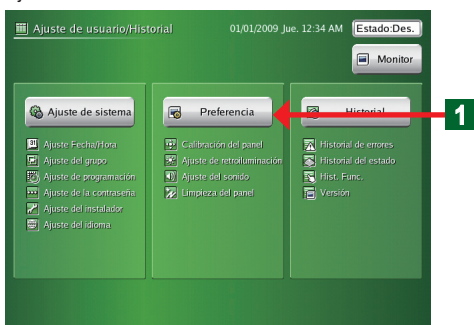 Ajuste de usuario/Historial 01/01/2009 Jue. 12:34 AM Estado:Des.
Monitor
Ajuste de sistema Preferencia Historial 1
Ajuste Fecha/Hora Calibración del panel Historial de errores
Ajuste del grupo Ajuste de retroiluminación Historial del estado
Ajuste de programación Ajuste del sonido Hist. Func.
Ajuste de la contraseña Limpieza del panel Versión
Ajuste del instalador
Ajuste del idioma